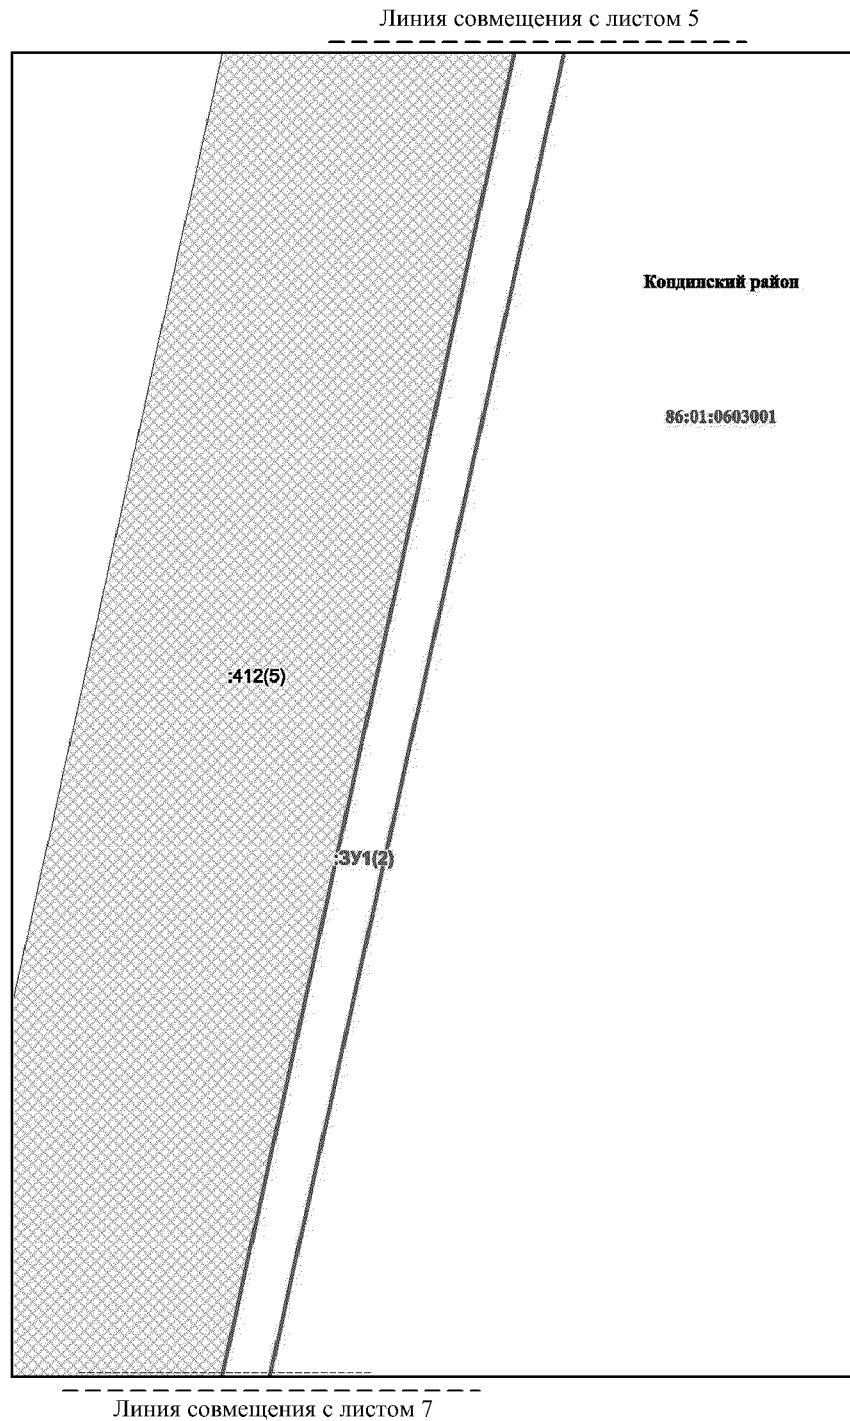 Линия совмещения с листом 5
Кондинский район
86:01:0603001
:412(5)
:ЗУ1(2)
Линия совмещения с листом 7